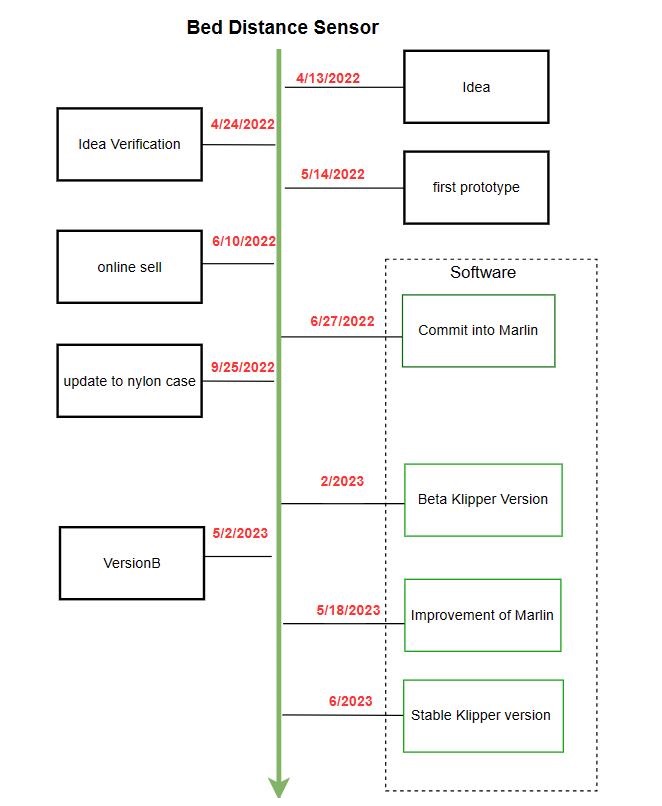 Bed Distance Sensor
4/13/2022
Idea
4/24/2022
Idea Verification
5/14/2022
first prototype
6/10/2022
online sell
Software
6/27/2022
Commit into Marlin
9/25/2022
update to nylon case
2/2023
Beta Klipper Version
5/2/2023
VersionB
5/18/2023
Improvement of Marlin
6/2023
Stable Klipper version